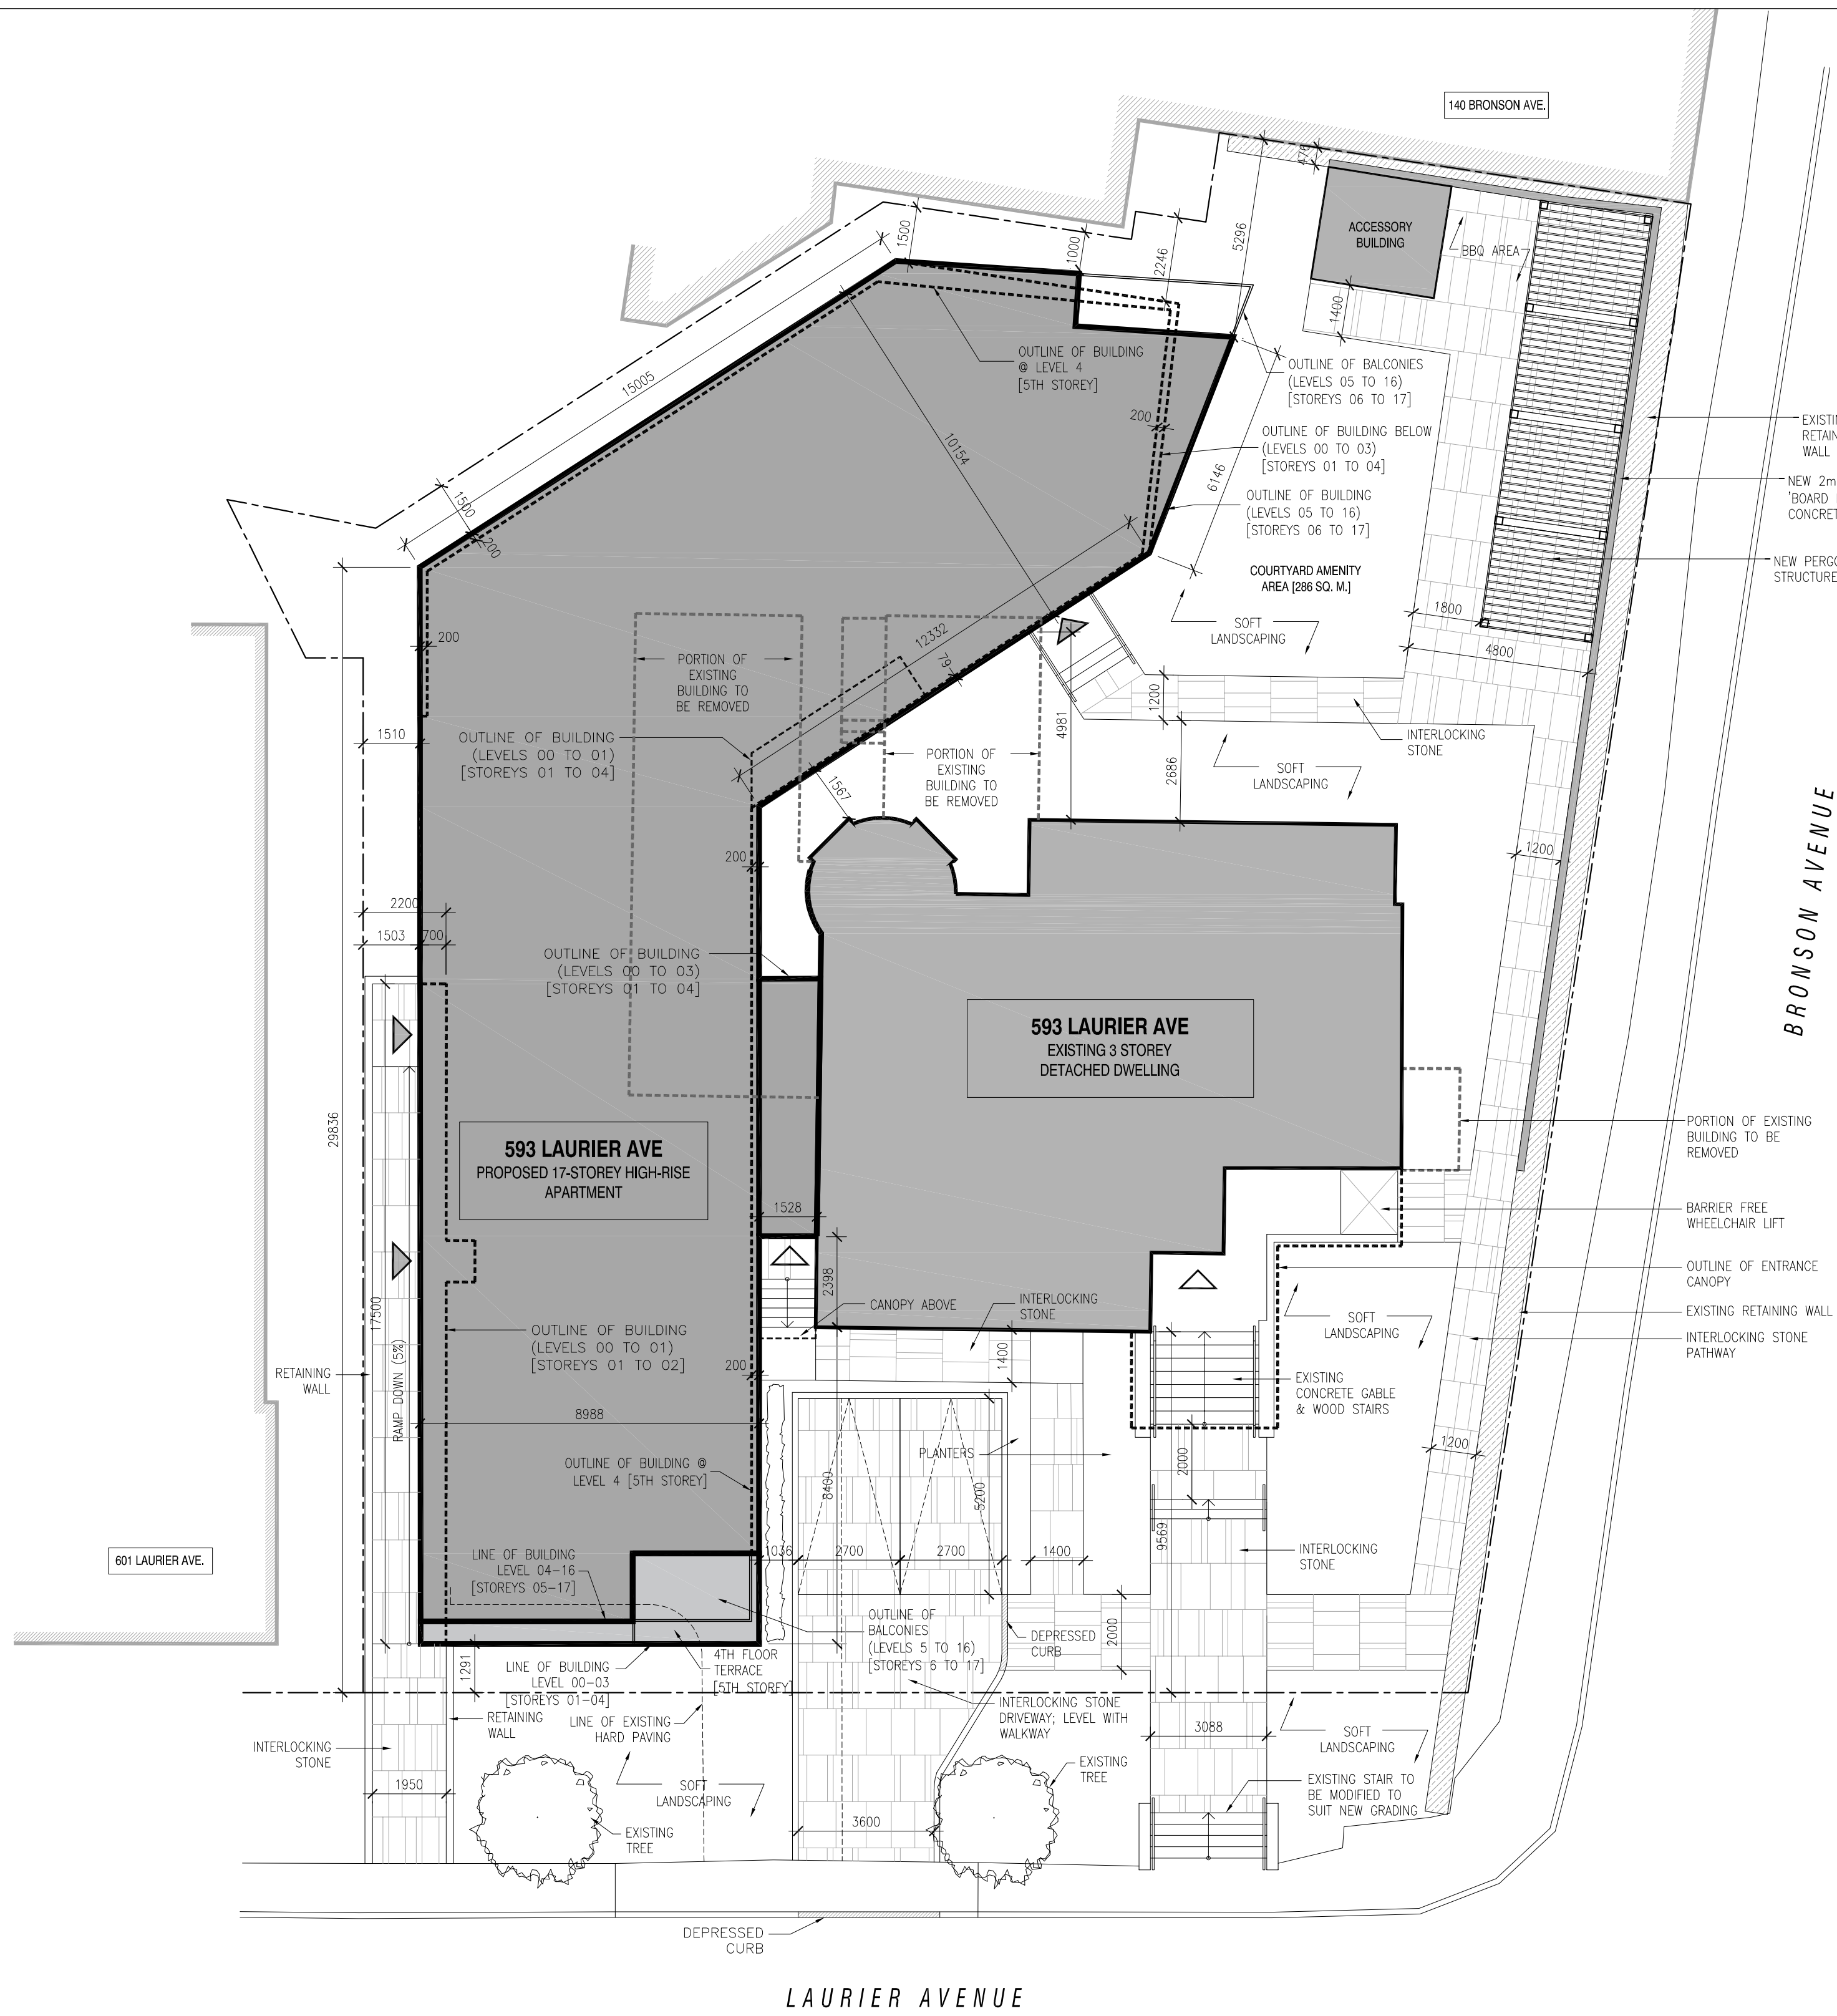 140 BRONSON AVE.
476
ACCESSORY
BUILDING
BBQ AREA
1500
1000
2246
5296
1400
15005
OUTLINE OF BUILDING
@ LEVEL 4
[5TH STOREY]
OUTLINE OF BALCONIES
(LEVELS 05 TO 16)
[STOREYS 06 TO 17]
200
10154
OUTLINE OF BUILDING BELOW
(LEVELS 00 TO 03)
[STOREYS 01 TO 04]
6146
OUTLINE OF BUILDING
(LEVELS 05 TO 16)
[STOREYS 06 TO 17]
WALL
NEW 2m
'BOARD
1500
200
COURTYARD AMENITY
AREA [286 SQ. M.]
STRUCTURE
1800
SOFT
LANDSCAPING
4800
200
12332
79
PORTION OF
EXISTING
BUILDING TO
BE REMOVED
1200
4981
1510
OUTLINE OF BUILDING
(LEVELS 00 TO 01)
[STOREYS 01 TO 04]
INTERLOCKING
STONE
PORTION OF
EXISTING
BUILDING TO
BE REMOVED
2686
SOFT
LANDSCAPING
1567
BRONSON AVENUE
200
1200
2200
1503
700
OUTLINE OF BUILDING
(LEVELS 00 TO 03)
[STOREYS 01 TO 04]
593 LAURIER AVE
EXISTING 3 STOREY
DETACHED DWELLING
29836
593 LAURIER AVE
PROPOSED 17-STOREY HIGH-RISE
APARTMENT
PORTION OF EXISTING
BUILDING TO BE
REMOVED
1528
BARRIER FREE
WHEELCHAIR LIFT
2398
OUTLINE OF ENTRANCE
CANOPY
17500
CANOPY ABOVE
INTERLOCKING
STONE
SOFT
LANDSCAPING
EXISTING RETAINING WALL
INTERLOCKING STONE
PATHWAY
OUTLINE OF BUILDING
(LEVELS 00 TO 01)
[STOREYS 01 TO 02]
RAMP DOWN (5%)
RETAINING
WALL
200
1400
EXISTING
CONCRETE GABLE
& WOOD STAIRS
8988
PLANTERS
1200
OUTLINE OF BUILDING @
LEVEL 4 [5TH STOREY]
8400
5200
2000
9569
601 LAURIER AVE.
LINE OF BUILDING
LEVEL 04-16
[STOREYS 05-17]
1036
2700
2700
1400
INTERLOCKING
STONE
OUTLINE OF
BALCONIES
(LEVELS 5 TO 16)
[STOREYS 6 TO 17]
DEPRESSED
CURB
2000
1291
LINE OF BUILDING
LEVEL 00-03
[STOREYS 01-04]
4TH FLOOR
TERRACE
[5TH STOREY]
RETAINING
WALL
LINE OF EXISTING
HARD PAVING
INTERLOCKING STONE
DRIVEWAY; LEVEL WITH
WALKWAY
3088
SOFT
LANDSCAPING
INTERLOCKING
STONE
1950
SOFT
LANDSCAPING
EXISTING
TREE
EXISTING STAIR TO
BE MODIFIED TO
SUIT NEW GRADING
EXISTING
TREE
3600
DEPRESSED
CURB
LAURIER AVENUE